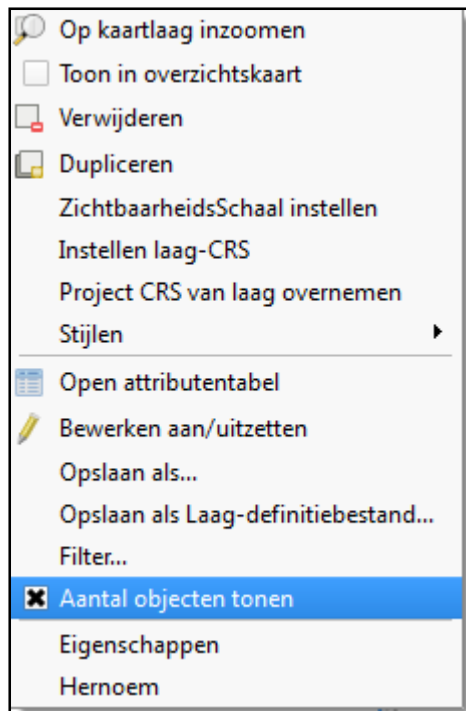 Op kaartlaag inzoomen
Toon in overzichtskaart
Verwijderen
Dupliceren
ZichtbaarheidsSchaal instellen
Instellen laag-CRS
Project CRS van laag overnemen
Stijlen
Open attributentabel
Bewerken aan/uitzetten
Opslaan als...
Opslaan als Laag-definitiebestand...
Filter...
Aantal objecten tonen
Eigenschappen
Hernoem